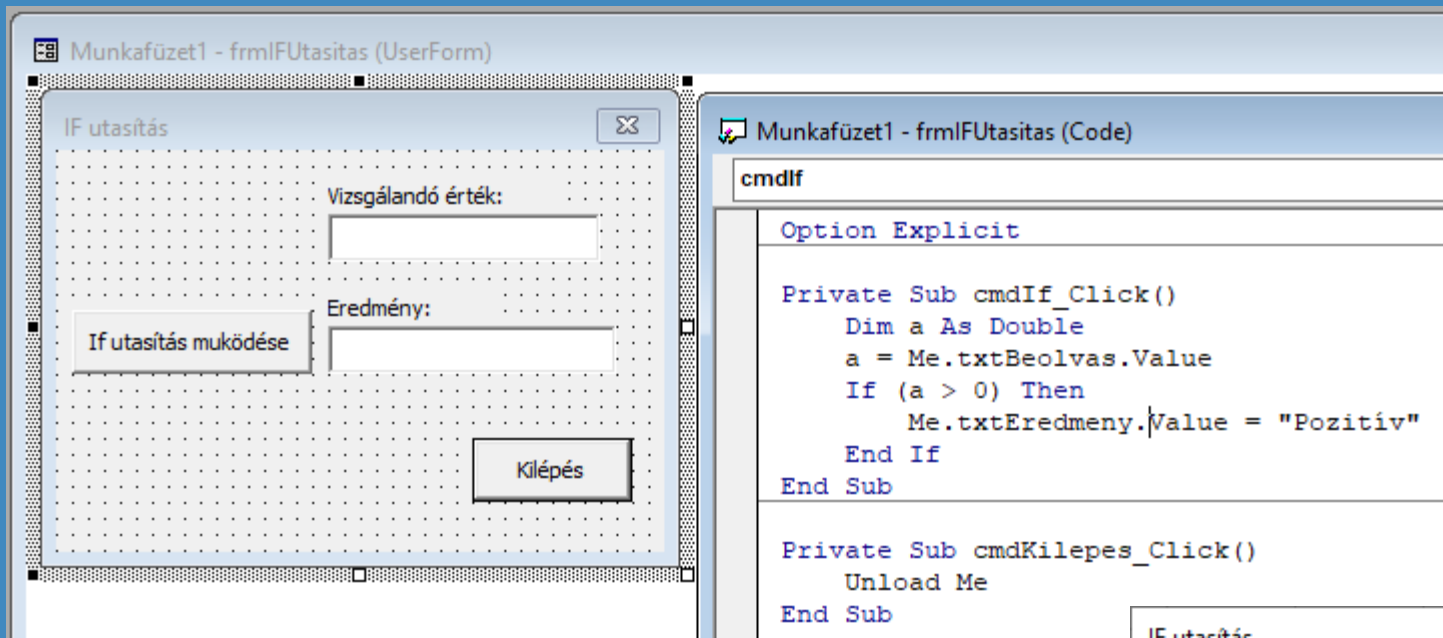 Munkafüzet1 - frmIFUtasitas (UserForm)
IF utasítás
Vizsgálandó érték:
Eredmény:
If utasítás muködése
Kilépés
Munkafüzet1 - frmIFUtasitas (Code)
cmdIf
Option Explicit
Private Sub cmdIf_Click()
Dim a As Double
a = Me.txtBeolvas.Value
If (a > 0) Then
Me.txtEredmeny.Value = "Pozitív"
End If
End Sub
Private Sub cmdKilepes_Click()
Unload Me
End Sub
IF utasítás